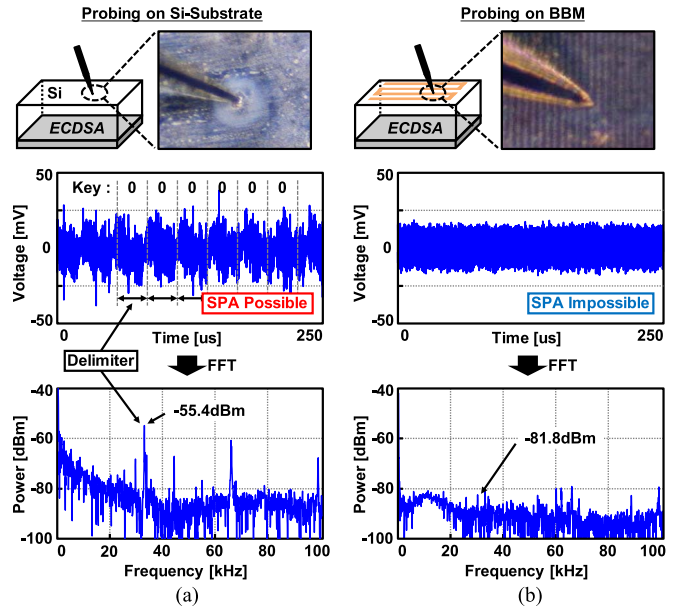 Probing on Si-Substrate
Si
ECDSA
50
Key : 0 0 0 0 0 0
Voltage [mV]
0
-50
SPA Possible
0
Time [us]
250
Delimiter
FFT
-40
-55.4dBm
Power [dBm]
-60
-80
-100
0 20 40 60 80 100
Frequency [kHz]
(a)
Probing on BBM
ECDSA
50
Voltage [mV]
0
-50
SPA Impossible
0
Time [us]
250
FFT
-40
-81.8dBm
Power [dBm]
-60
-80
-100
0 20 40 60 80 100
Frequency [kHz]
(b)